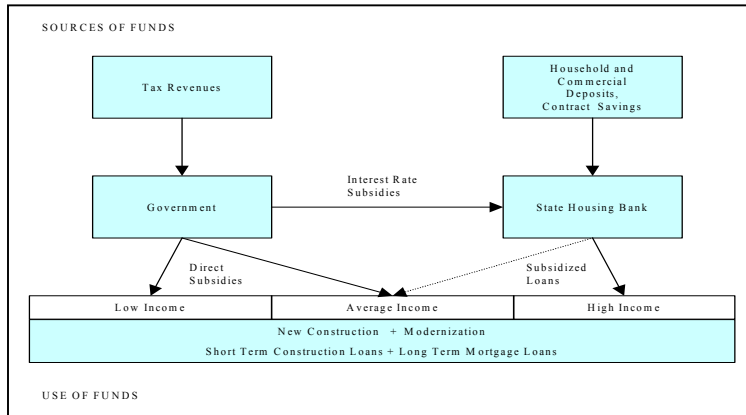 SOURCES OF FUNDS
Tax Revenues
Household and
Commercial
Deposits,
Contract Savings
Interest Rate
Subsidies
Government
State Housing Bank
Direct
Subsidies
Subsidized
Loans
Low Income
Average Income
High Income
New Construction + Modernization
Short Term Construction Loans + Long Term Mortgage Loans
USE OF FUNDS